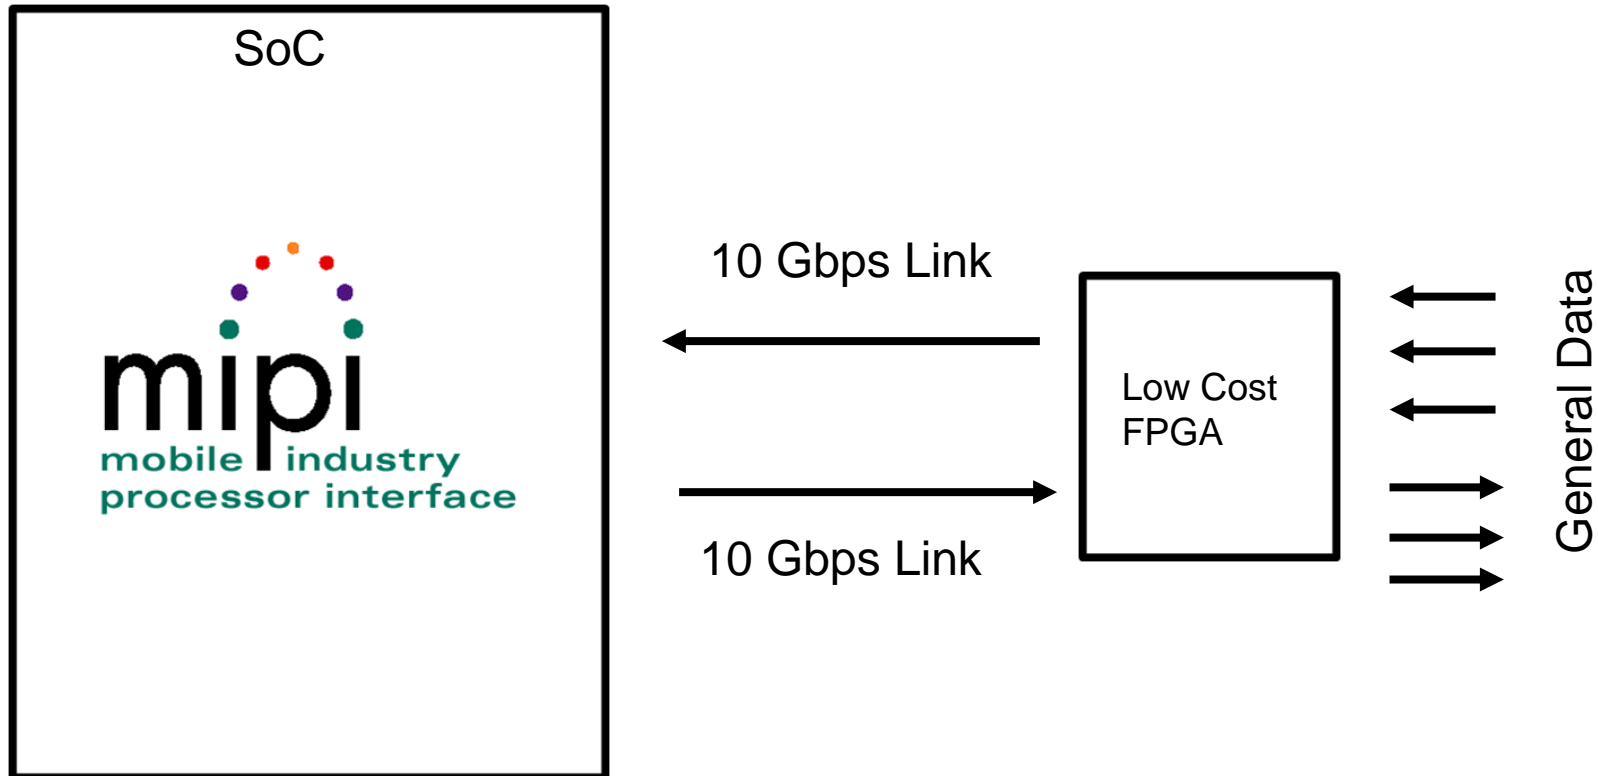 SoC
mipi
mobile industry
processor interface
10 Gbps Link
10 Gbps Link
Low Cost
FPGA
General Data